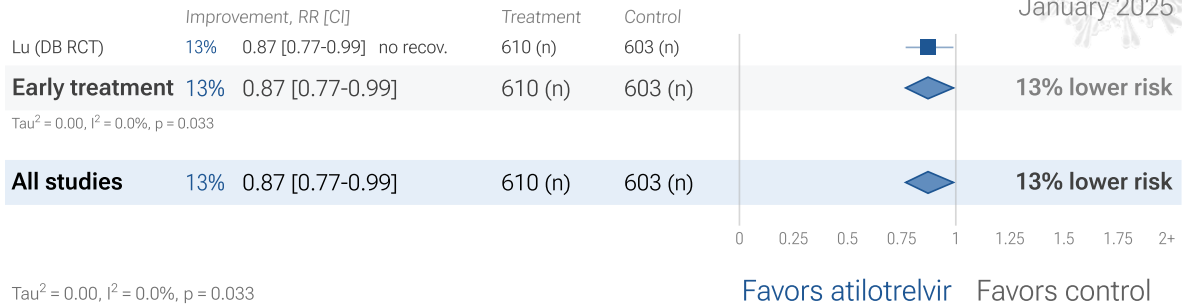 January 2025
Improvement, RR [CI] Treatment Control
Lu (DB RCT) 13% 0.87 [0.77-0.99] no recov. 610 (n) 603 (n)
Early treatment 13% 0.87 [0.77-0.99] 610 (n) 603 (n) 13% lower risk
Tau² = 0.00, I² = 0.0%, p = 0.033
All studies 13% 0.87 [0.77-0.99] 610 (n) 603 (n) 13% lower risk
0 0.25 0.5 0.75 1 1.25 1.5 1.75 2+
Tau² = 0.00, I² = 0.0%, p = 0.033 Favors atilotrelvir Favors control